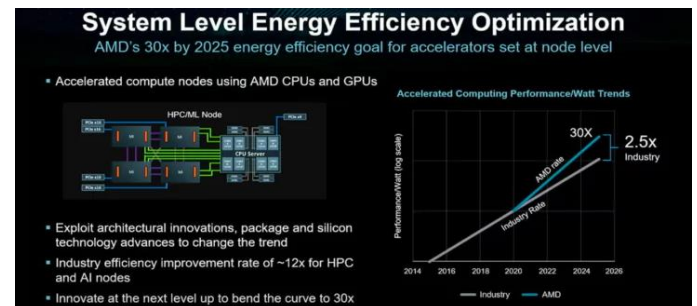 System Level Energy Efficiency Optimization
AMD's 30x by 2025 energy efficiency goal for accelerators set at node level
▪ Accelerated compute nodes using AMD CPUs and GPUs
HPC/ML Node
CPU Server
▪ Exploit architectural innovations, package and silicon
technology advances to change the trend
▪ Industry efficiency improvement rate of ~12x for HPC
and AI nodes
▪ Innovate at the next level up to bend the curve to 30x
Accelerated Computing Performance/Watt Trends
Performance/Watt (log scale)
30X
2.5x
Industry
AMD rate
Industry Rate
2014 2016 2018 2020 2022 2024 2026
Industry AMD